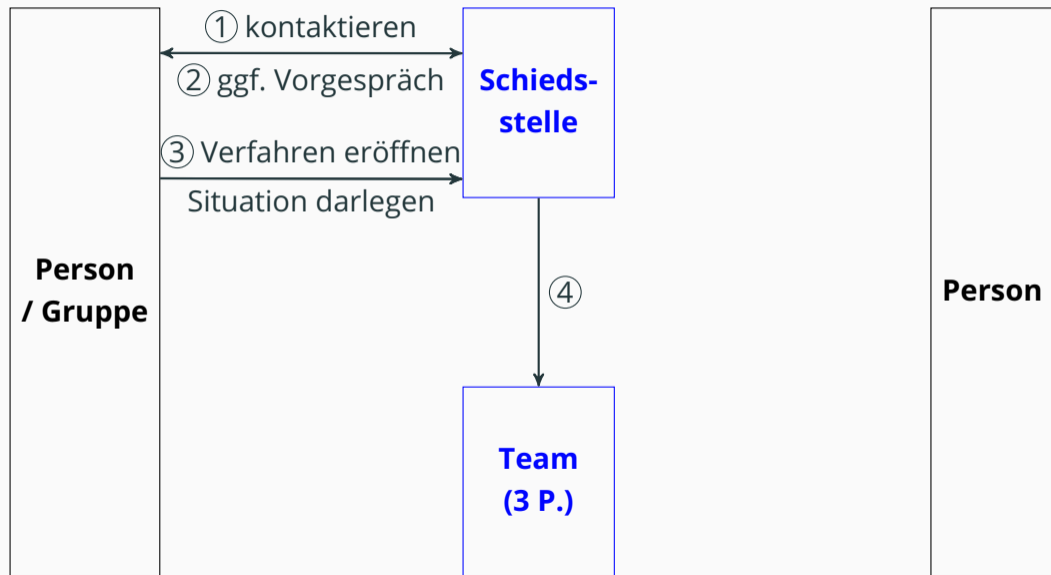 ① kontaktieren
② ggf. Vorgespräch
Schieds-
stelle
③ Verfahren eröffnen
Situation darlegen
Person
/ Gruppe
④
Person
Team
(3 P.)